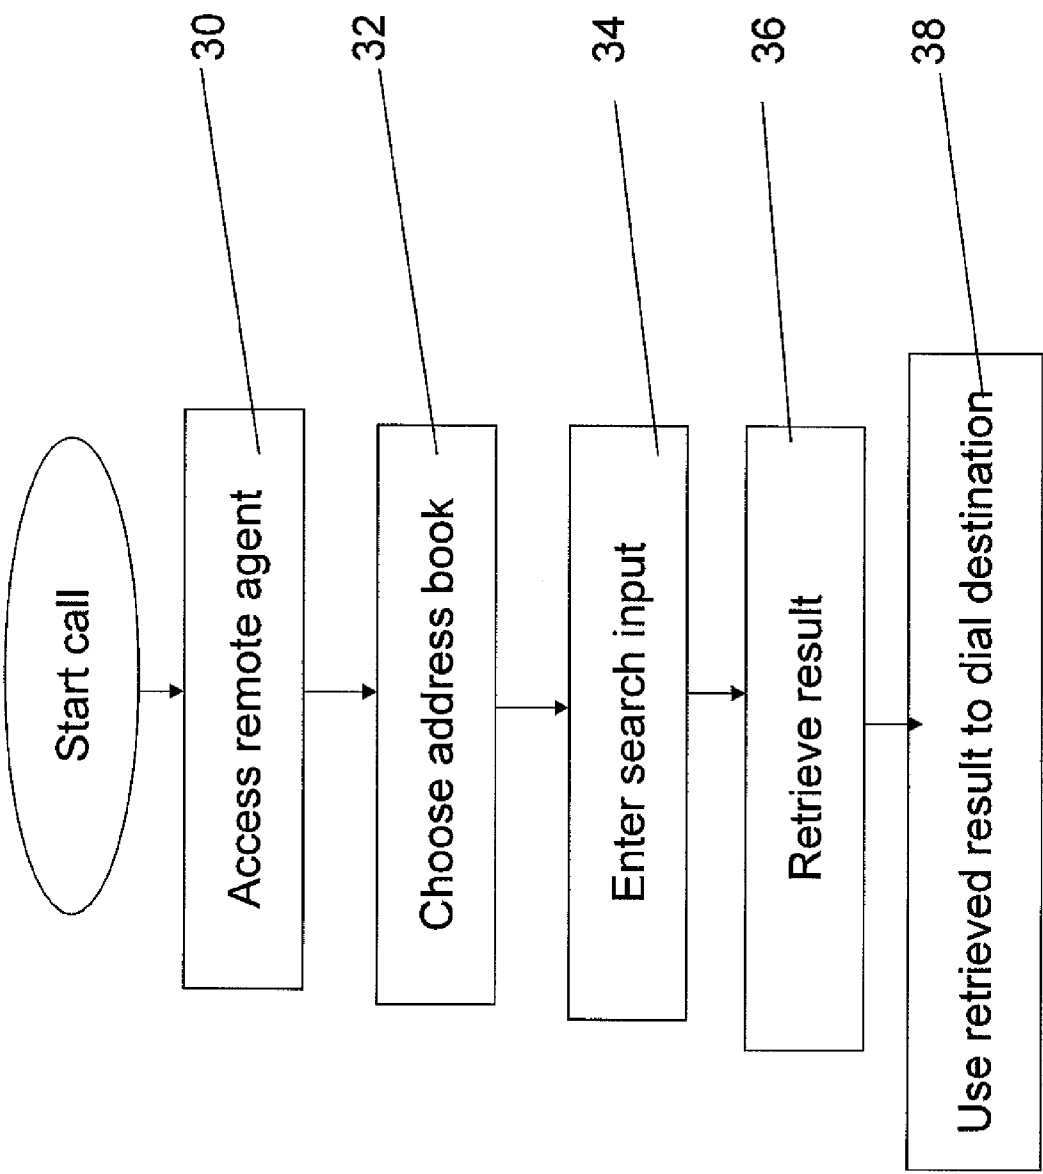 Start call
Access remote agent
30
Choose address book
32
Enter search input
34
Retrieve result
36
Use retrieved result to dial destination
38